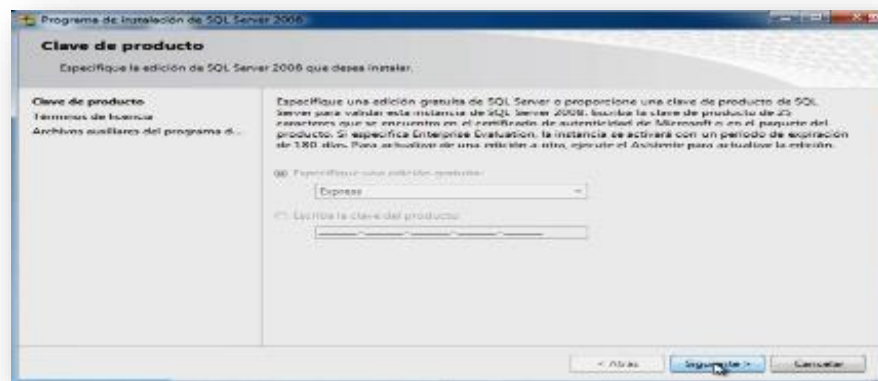 Programa de instalación de SQL Server 2008
Clave de producto
Especifique la edición de SQL Server 2008 que desea instalar.
Clave de producto
Términos de licencia
Archivos auxiliares del programa d...
Especifique una edición gratuita de SQL Server o proporcione una clave de producto de SQL
Server para validar esta instancia de SQL Server 2008. Escriba la clave de producto de 25
caracteres que se encuentra en el certificado de autenticidad de Microsoft o en el paquete del
producto. Si especifica Enterprise Evaluation, la instancia se activará con un período de expiración
de 180 días. Para actualizar de una edición a otra, ejecute el Asistente para actualizar la edición.
Especifique una edición gratuita:
Express
Escriba la clave del producto:
< Atrás
Siguiente >
Cancelar